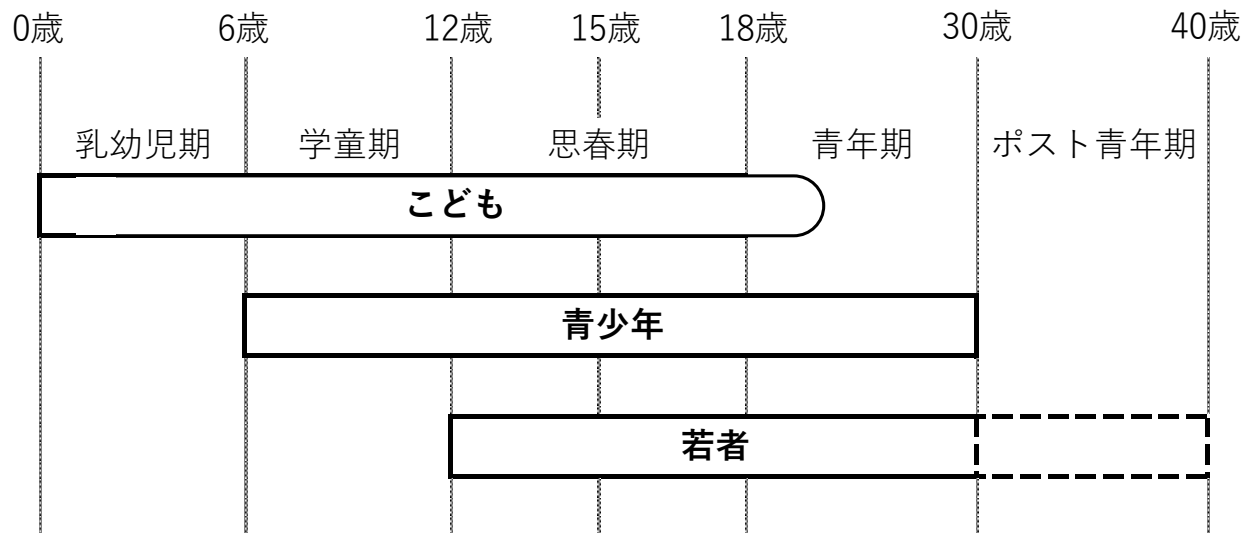 0歳 6歳 12歳 15歳 18歳 30歳 40歳
乳幼児期 学童期 思春期 青年期 ポスト青年期
こども
青少年
若者